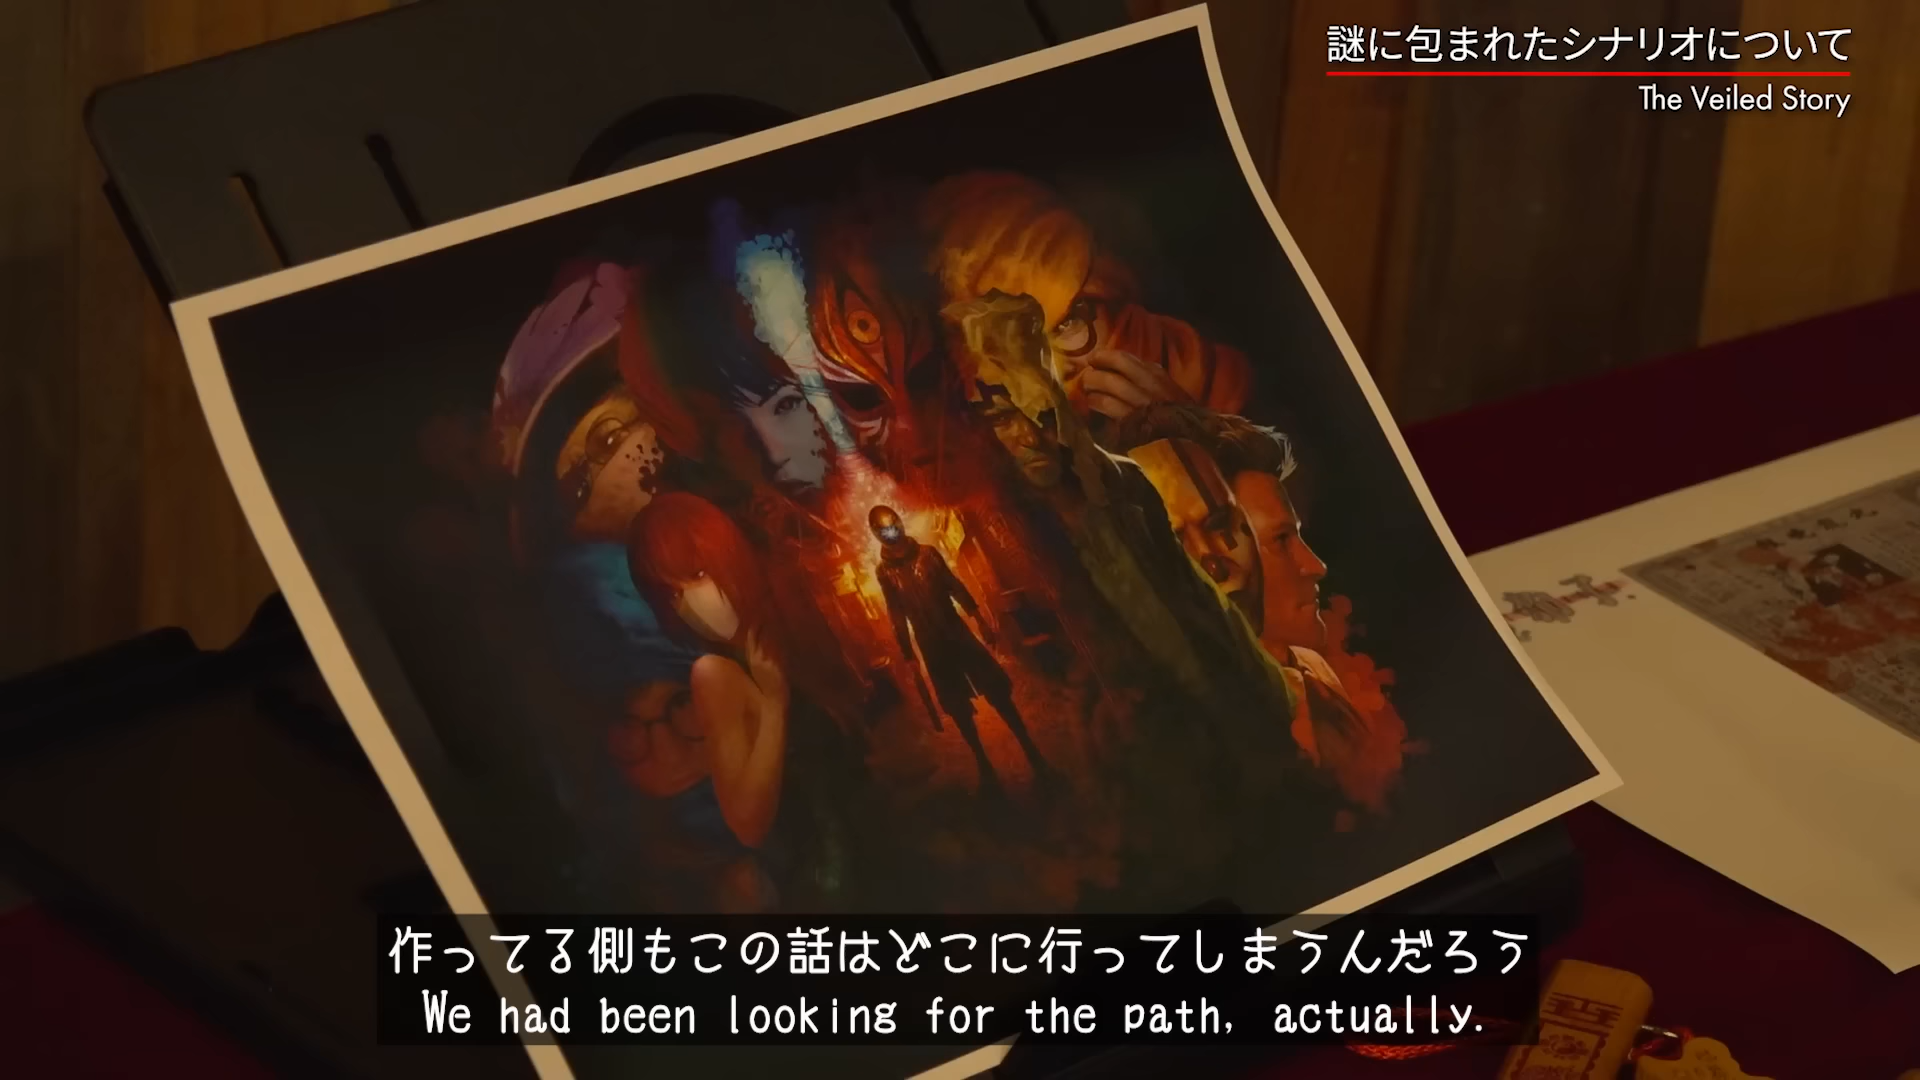 謎に包まれたシナリオについて
The Veiled Story
作ってる側もこの話はどこに行ってしまうんだろう
We had been looking for the path, actually.